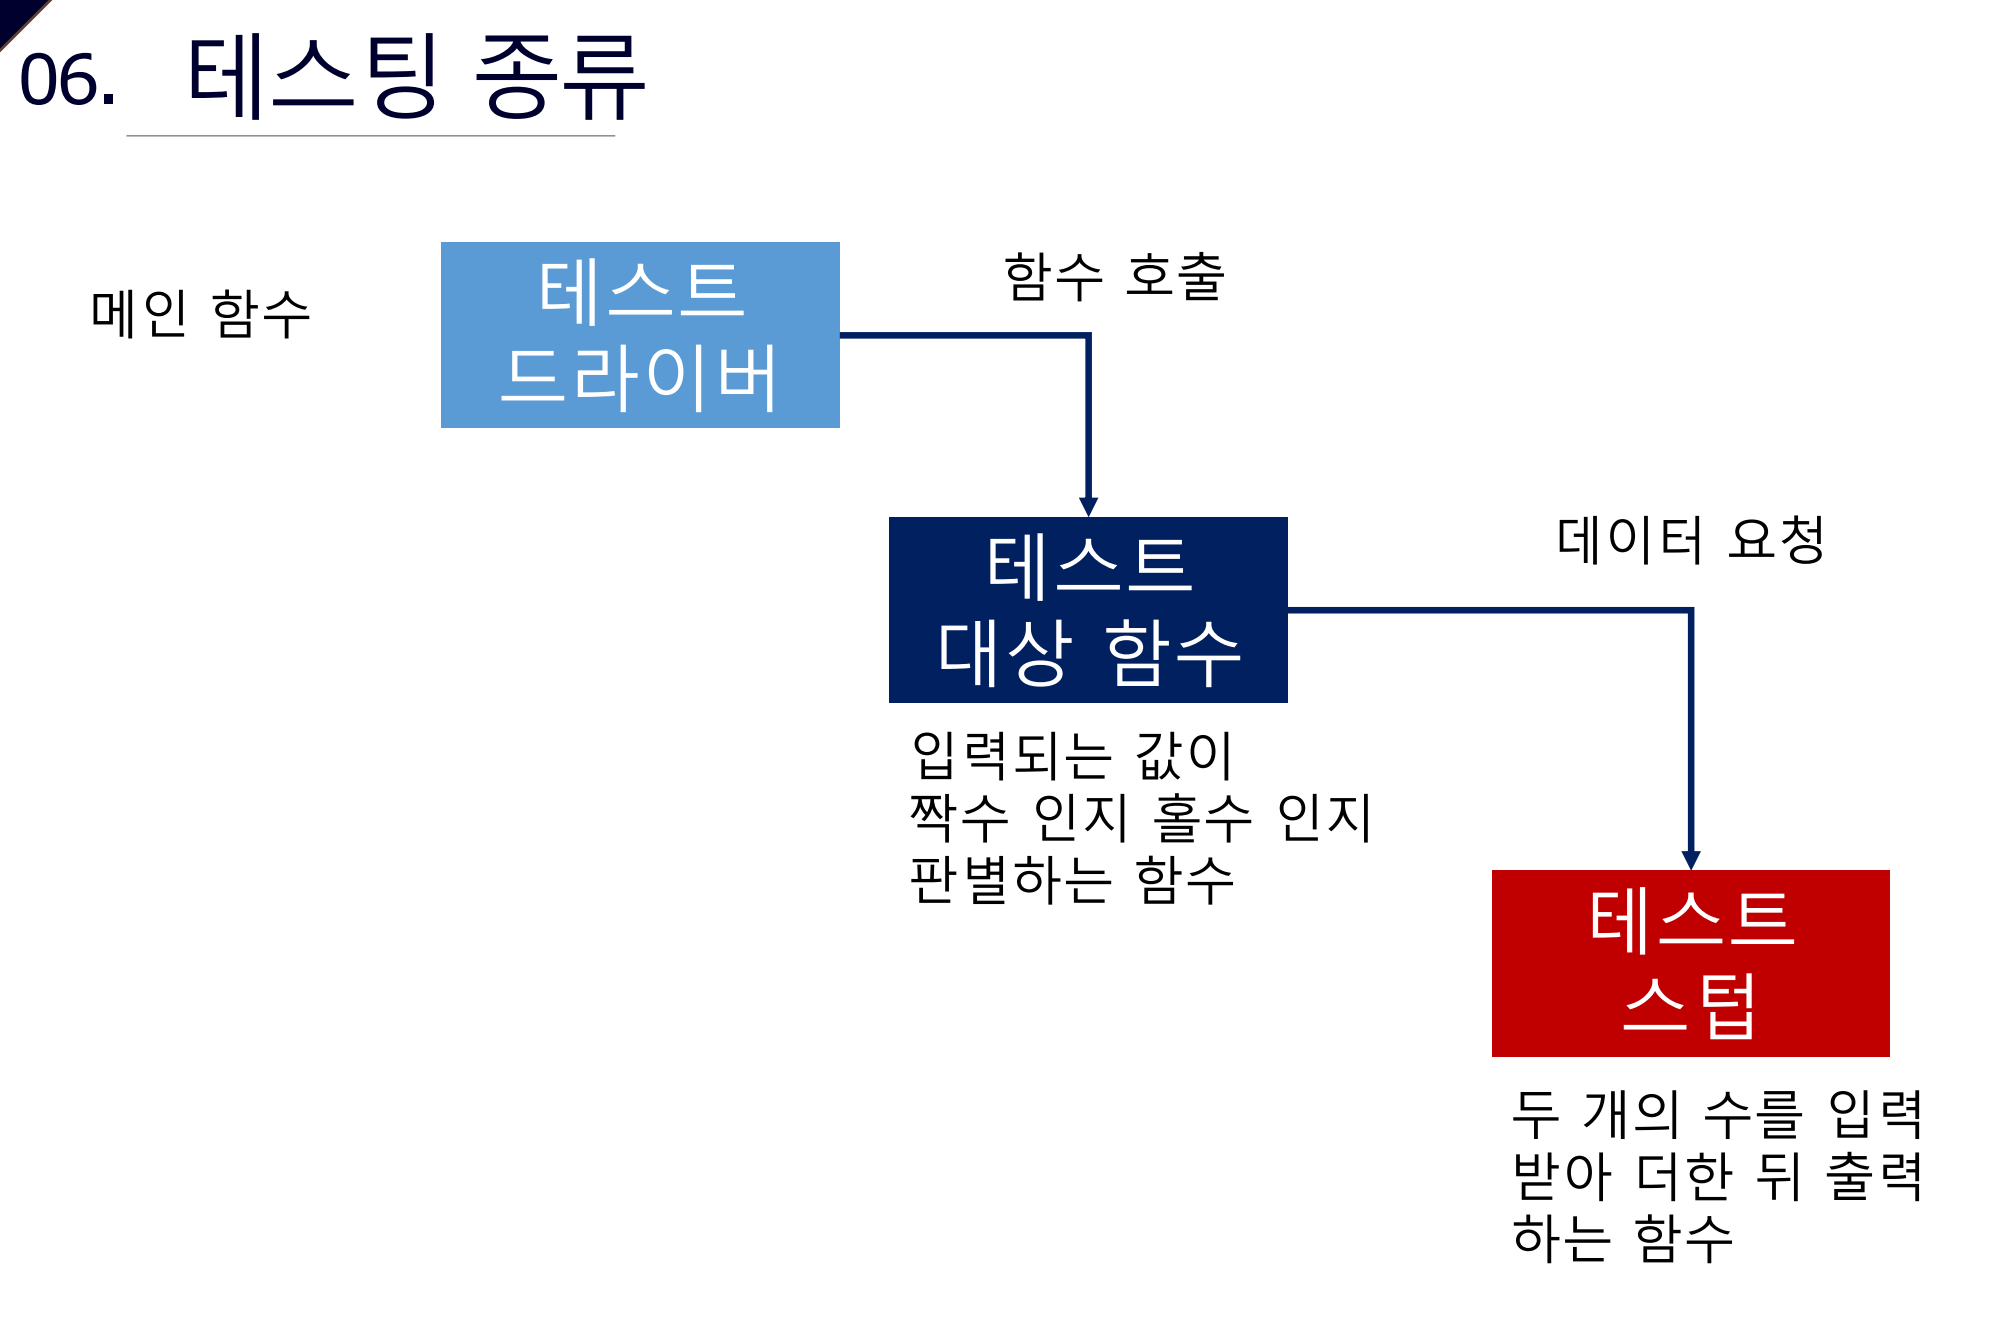 06. 테스팅 종류
메인 함수
테스트
드라이버
함수 호출
테스트
대상 함수
데이터 요청
입력되는 값이
짝수 인지 홀수 인지
판별하는 함수
테스트
스텁
두 개의 수를 입력
받아 더한 뒤 출력
하는 함수